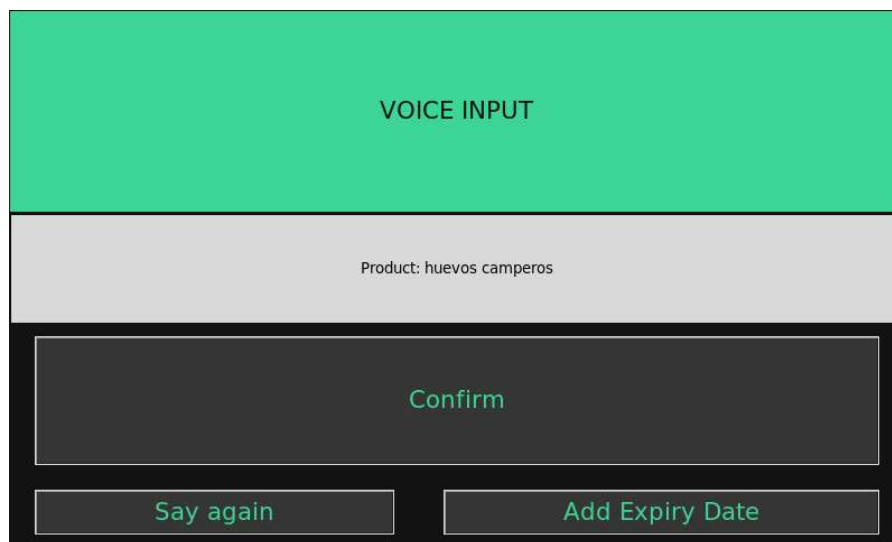 VOICE INPUT
Product: huevos camperos
Confirm
Say again
Add Expiry Date